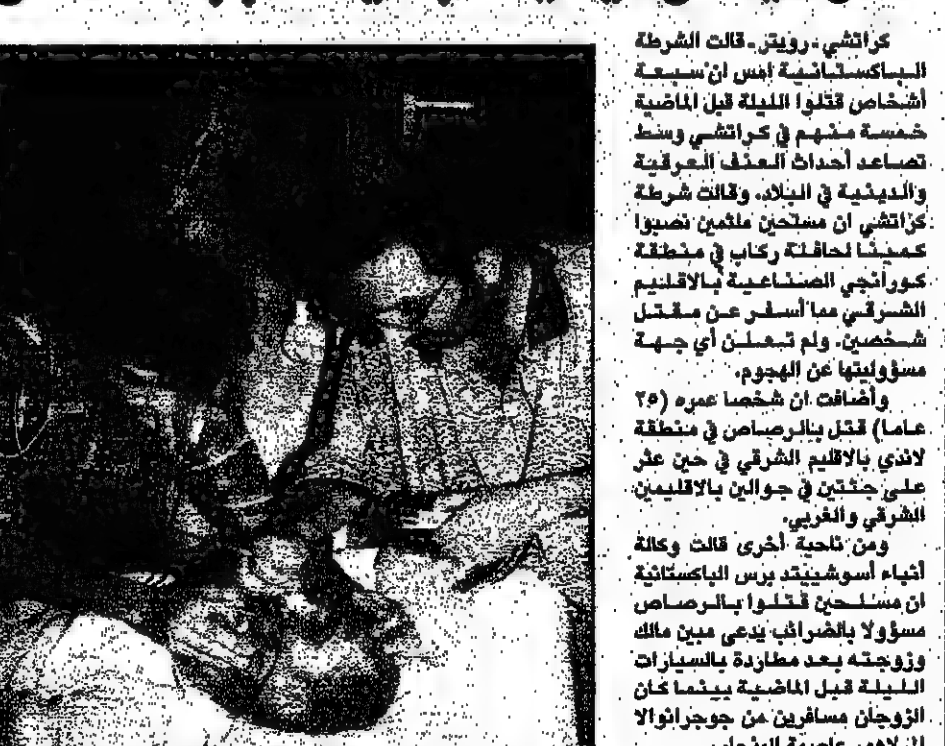 كراتشي - رويتر - قالت الشرطة
الباكستانية امس ان سبعة
أشخاص قتلوا الليلة قبل الماضية
خمسة منهم في كراتشي وسط
تصاعد أحداث العنف العرقية
والدينية في البلاد. وقالت شرطة
كراتشي ان مسلحين ملثمين نصبوا
كمينا لحافلة ركاب في منطقة
كورانجي الصناعية بالاقليم
الشرقي مما أسفر عن مقتل
شخصين. ولم تعلن أي جهة
مسؤوليتها عن الهجوم.
وأضافت ان شخصا عمره (٢٥
عاما) قتل بالرصاص في منطقة
لاندي بالاقليم الشرقي في حين عثر
على جثتين في جوالين بالاقليمين
الشرقي والغربي.
ومن ناحية أخرى قالت وكالة
أنباء أسوشييتد برس الباكستانية
ان مسلحين قتلوا بالرصاص
مسؤولا بالضرائب يدعى مبين مالك
وزوجته بعد مطاردة بالسيارات
الليلة قبل الماضية بينما كان
الزوجان مسافرين من جوجرانوالا